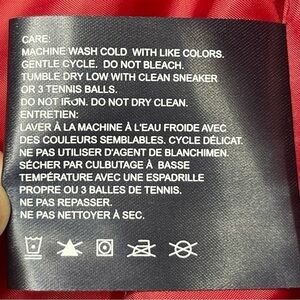 CARE:
MACHINE WASH COLD WITH LIKE COLORS.
GENTLE CYCLE. DO NOT BLEACH.
TUMBLE DRY LOW WITH CLEAN SNEAKER
OR 3 TENNIS BALLS.
DO NOT IRON. DO NOT DRY CLEAN.
ENTRETIEN:
LAVER À LA MACHINE À L'EAU FROIDE AVEC
DES COULEURS SEMBLABLES. CYCLE DÉLICAT.
NE PAS UTILISER D'AGENT DE BLANCHIMEN.
SÉCHER PAR CULBUTAGE À BASSE
TEMPÉRATURE AVEC UNE ESPADRILLE
PROPRE OU 3 BALLES DE TENNIS.
NE PAS REPASSER.
NE PAS NETTOYER À SEC.